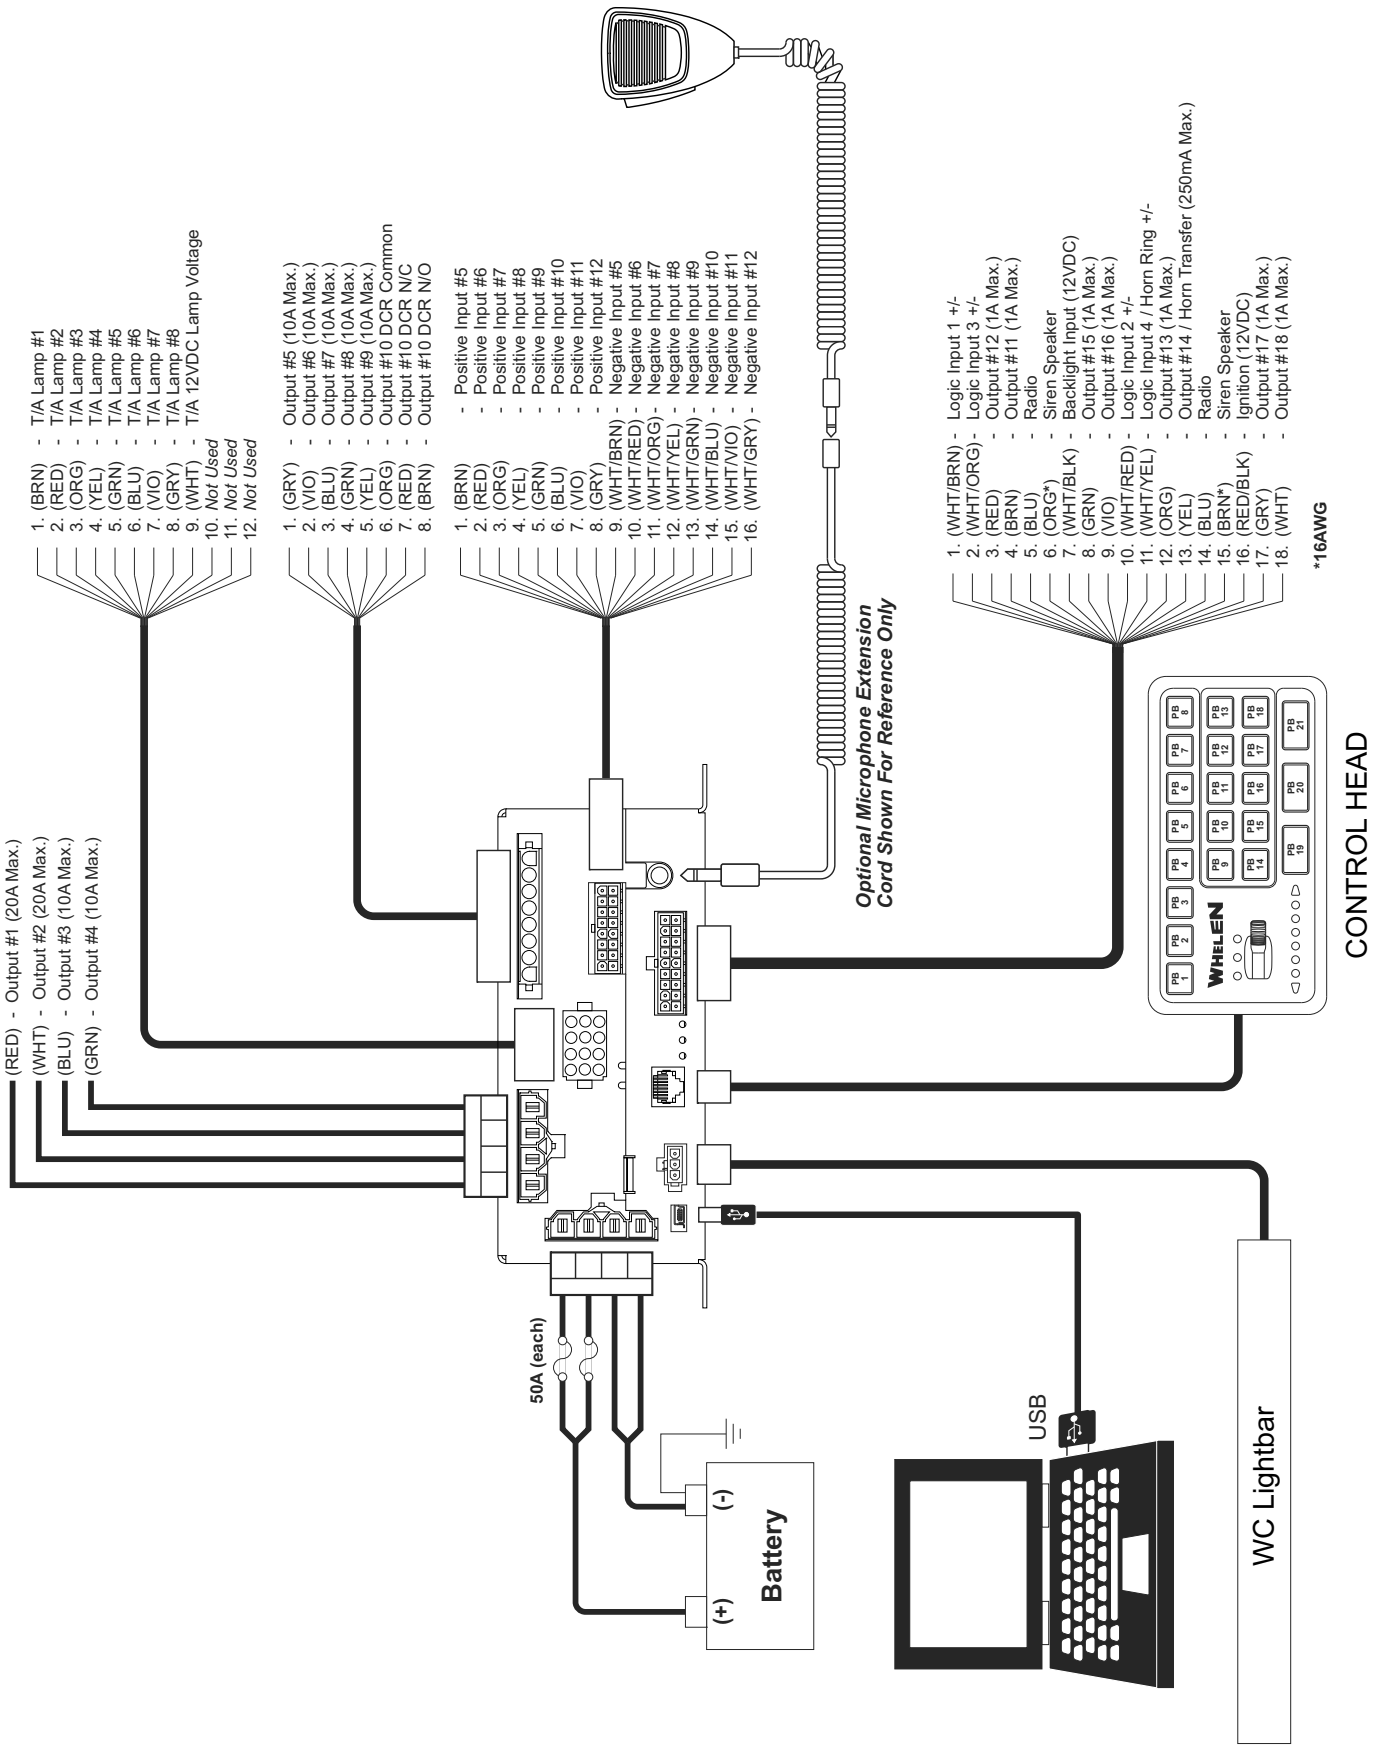 (RED) - Output #1 (20A Max.)
(WHT) - Output #2 (20A Max.)
(BLU) - Output #3 (10A Max.)
(GRN) - Output #4 (10A Max.)
1. (BRN) - T/A Lamp #1
2. (RED) - T/A Lamp #2
3. (ORG) - T/A Lamp #3
4. (YEL) - T/A Lamp #4
5. (GRN) - T/A Lamp #5
6. (BLU) - T/A Lamp #6
7. (VIO) - T/A Lamp #7
8. (GRY) - T/A Lamp #8
9. (WHT) - T/A 12VDC Lamp Voltage
10. Not Used
11. Not Used
12. Not Used
1. (GRY) - Output #5 (10A Max.)
2. (VIO) - Output #6 (10A Max.)
3. (BLU) - Output #7 (10A Max.)
4. (GRN) - Output #8 (10A Max.)
5. (YEL) - Output #9 (10A Max.)
6. (ORG) - Output #10 DCR Common
7. (RED) - Output #10 DCR N/C
8. (BRN) - Output #10 DCR N/O
1. (BRN) - Positive Input #5
2. (RED) - Positive Input #6
3. (ORG) - Positive Input #7
4. (YEL) - Positive Input #8
5. (GRN) - Positive Input #9
6. (BLU) - Positive Input #10
7. (VIO) - Positive Input #11
8. (GRY) - Positive Input #12
9. (WHT/BRN) - Negative Input #5
10. (WHT/RED) - Negative Input #6
11. (WHT/ORG) - Negative Input #7
12. (WHT/YEL) - Negative Input #8
13. (WHT/GRN) - Negative Input #9
14. (WHT/BLU) - Negative Input #10
15. (WHT/VIO) - Negative Input #11
16. (WHT/GRY) - Negative Input #12
Optional Microphone Extension
Cord Shown For Reference Only
1. (WHT/BRN) - Logic Input 1 +/-
2. (WHT/ORG) - Logic Input 3 +/-
3. (RED) - Output #12 (1A Max.)
4. (BRN) - Output #11 (1A Max.)
5. (BLU) - Radio
6. (ORG*) - Siren Speaker
7. (WHT/BLK) - Backlight Input (12VDC)
8. (GRN) - Output #15 (1A Max.)
9. (VIO) - Output #16 (1A Max.)
10. (WHT/RED) - Logic Input 2 +/-
11. (WHT/YEL) - Logic Input 4 / Horn Ring +/-
12. (ORG) - Output #13 (1A Max.)
13. (YEL) - Output #14 / Horn Transfer (250mA Max.)
14. (BLU) - Radio
15. (BRN*) - Siren Speaker
16. (RED/BLK) - Ignition (12VDC)
17. (GRY) - Output #17 (1A Max.)
18. (WHT) - Output #18 (1A Max.)
*16AWG
50A (each)
(+)
(-)
Battery
USB
WC Lightbar
PB 1
PB 2
PB 3
PB 4
PB 5
PB 6
PB 7
PB 8
WHELEN
PB 9
PB 10
PB 11
PB 12
PB 13
PB 14
PB 15
PB 16
PB 17
PB 18
PB 19
PB 20
PB 21
CONTROL HEAD